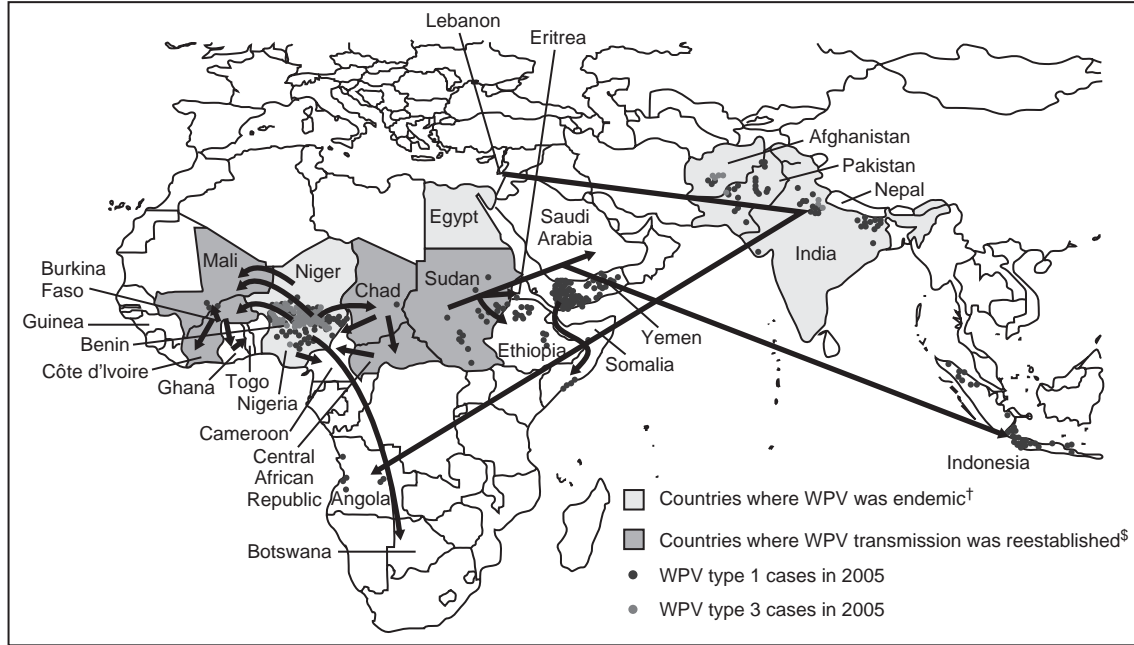 Lebanon
Eritrea
Afghanistan
Pakistan
Nepal
Egypt
Saudi
Arabia
India
Mali
Niger
Chad
Sudan
Burkina
Faso
Guinea
Benin
Côte d'Ivoire
Ghana
Togo
Nigeria
Ethiopia
Yemen
Somalia
Cameroon
Central
African
Republic
Angola
Botswana
Indonesia
Countries where WPV was endemic†
Countries where WPV transmission was reestablished$
WPV type 1 cases in 2005
WPV type 3 cases in 2005